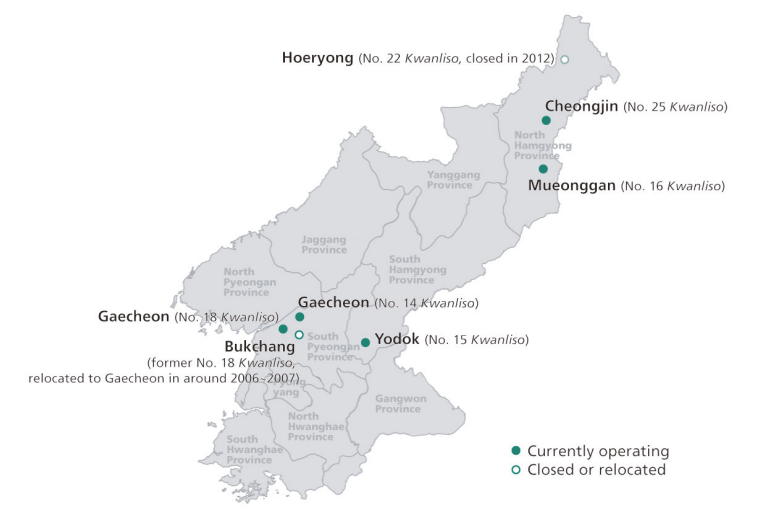 Hoeryong (No. 22 Kwanliso, closed in 2012)
Cheongjin (No. 25 Kwanliso)
North
Hamgyong
Province
Mueonggan (No. 16 Kwanliso)
Yanggang
Province
Jaggang
Province
South
Hamgyong
Province
North
Pyeongan
Province
Gaecheon (No. 14 Kwanliso)
Gaecheon (No. 18 Kwanliso)
South
Pyeongan
Province
Yodok (No. 15 Kwanliso)
Bukchang
(former No. 18 Kwanliso,
relocated to Gaecheon in around 2006~2007)
yang
Gangwon
Province
North
Hwanghae
Province
South
Hwanghae
Province
Currently operating
Closed or relocated